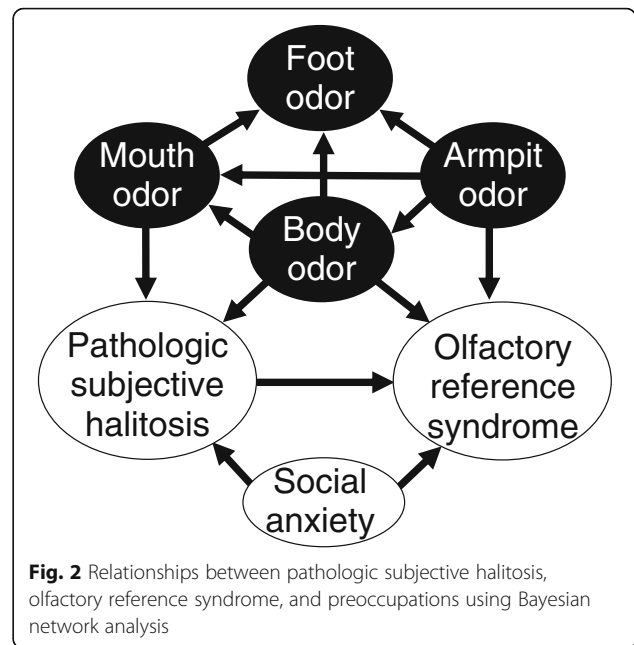 Foot
odor
Mouth
odor
Armpit
odor
Body
odor
Pathologic
subjective
halitosis
Olfactory
reference
syndrome
Social
anxiety
Fig. 2 Relationships between pathologic subjective halitosis,
olfactory reference syndrome, and preoccupations using Bayesian
network analysis